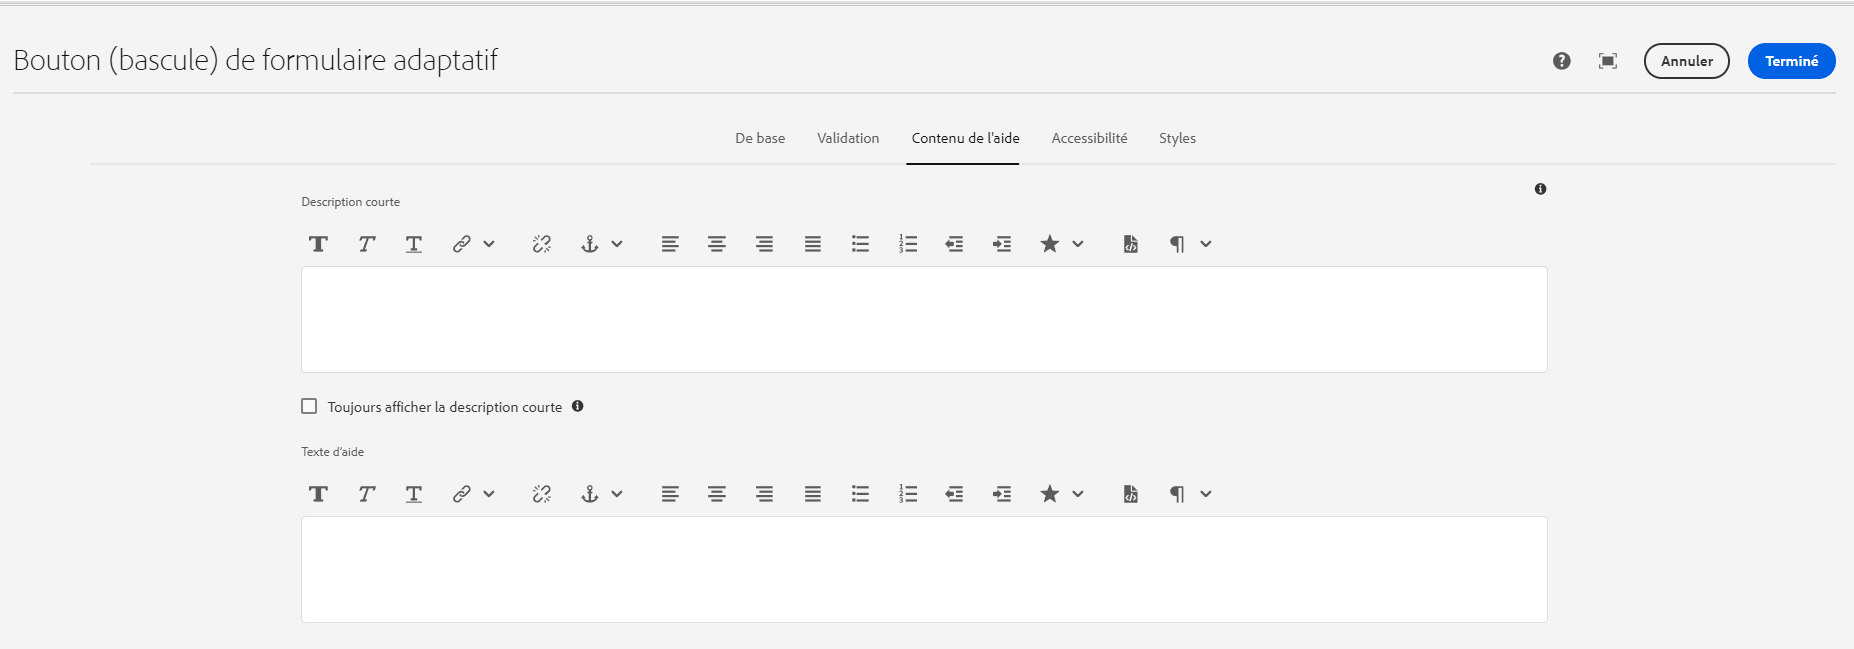 Bouton (bascule) de formulaire adaptatif
Annuler
Terminé
De base
Validation
Contenu de l'aide
Accessibilité
Styles
Description courte
Toujours afficher la description courte
Texte d’aide